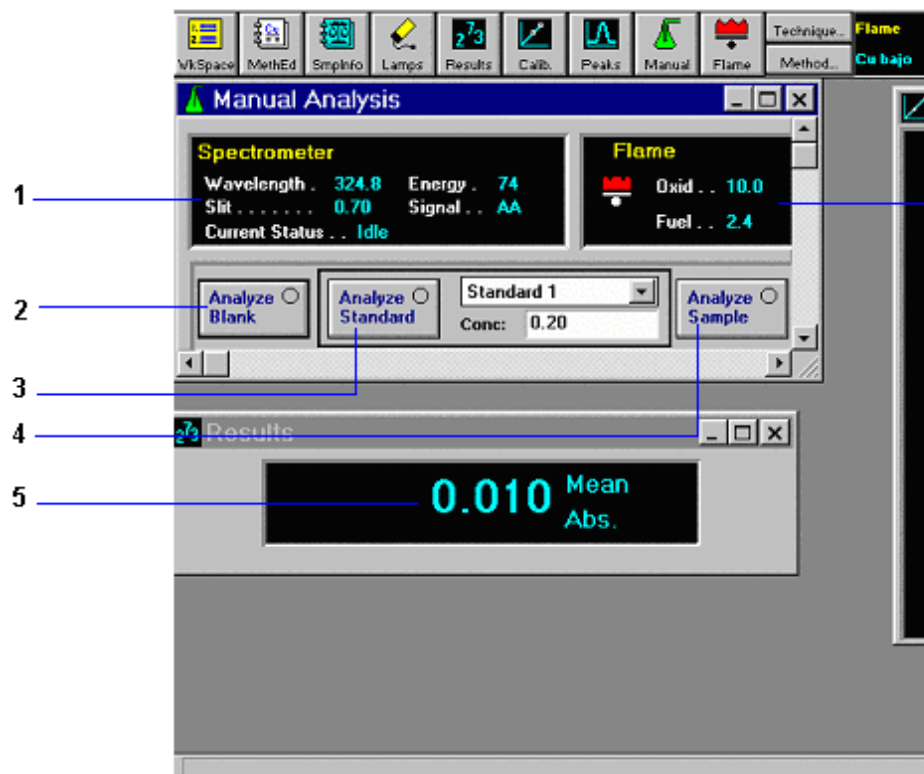 WkSpace MethEd SmpInfo Lamps Results Calib. Peaks Manual Flame
Technique..
Method...
Flame
Cu bajo
Manual Analysis
Spectrometer
Wavelength . 324.8 Energy . 74
Slit . . . . . . . 0.70 Signal . . AA
Current Status . . Idle
Flame
Oxid . . 10.0
Fuel . . 2.4
1
Analyze Blank
Analyze Standard
Standard 1
Conc: 0.20
Analyze Sample
2
3
4
273 Results
5
0.010 Mean
Abs.